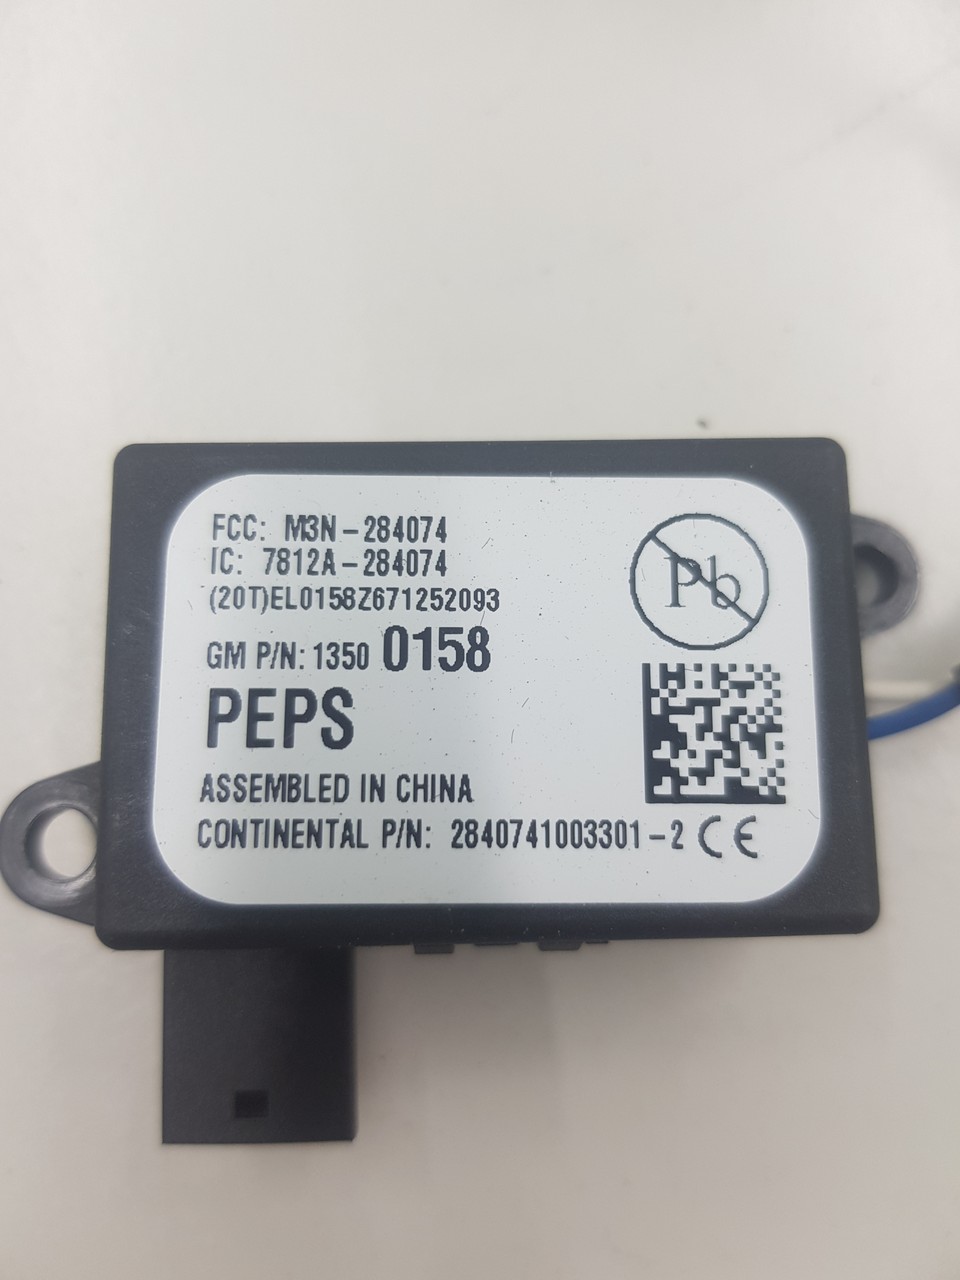 FCC: M3N-284074
IC: 7812A-284074
(20T)EL0158Z671252093
GM P/N: 1350 0158
PEPS
ASSEMBLED IN CHINA
CONTINENTAL P/N: 2840741003301-2 CE
Pb